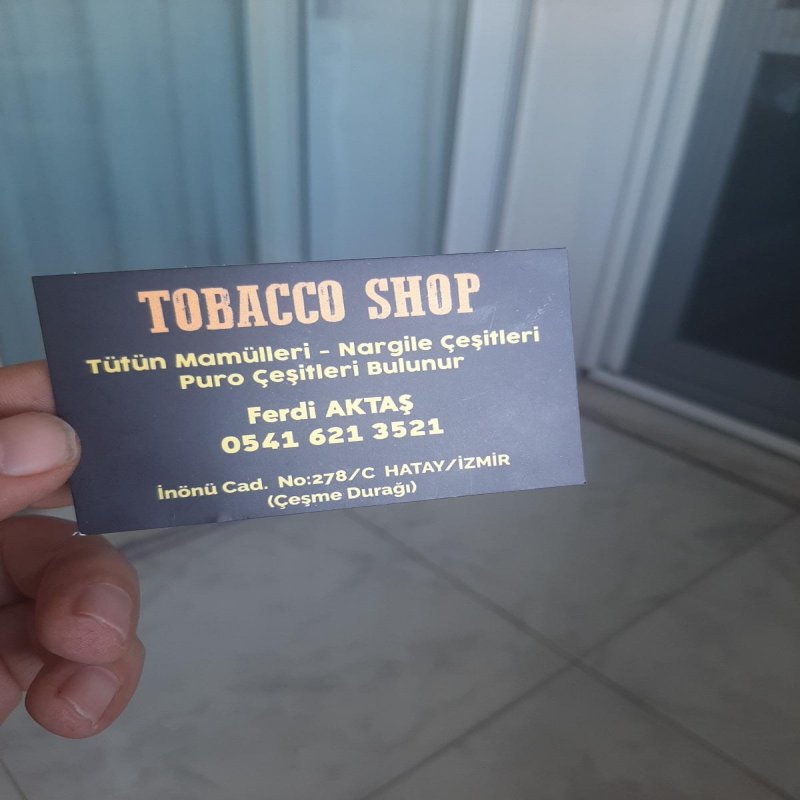 TOBACCO SHOP
Tütün Mamülleri - Nargile Çeşitleri
Puro Çeşitleri Bulunur
Ferdi AKTAŞ
0541 621 3521
İnönü Cad. No:278/C HATAY/İZMİR
(Çeşme Durağı)